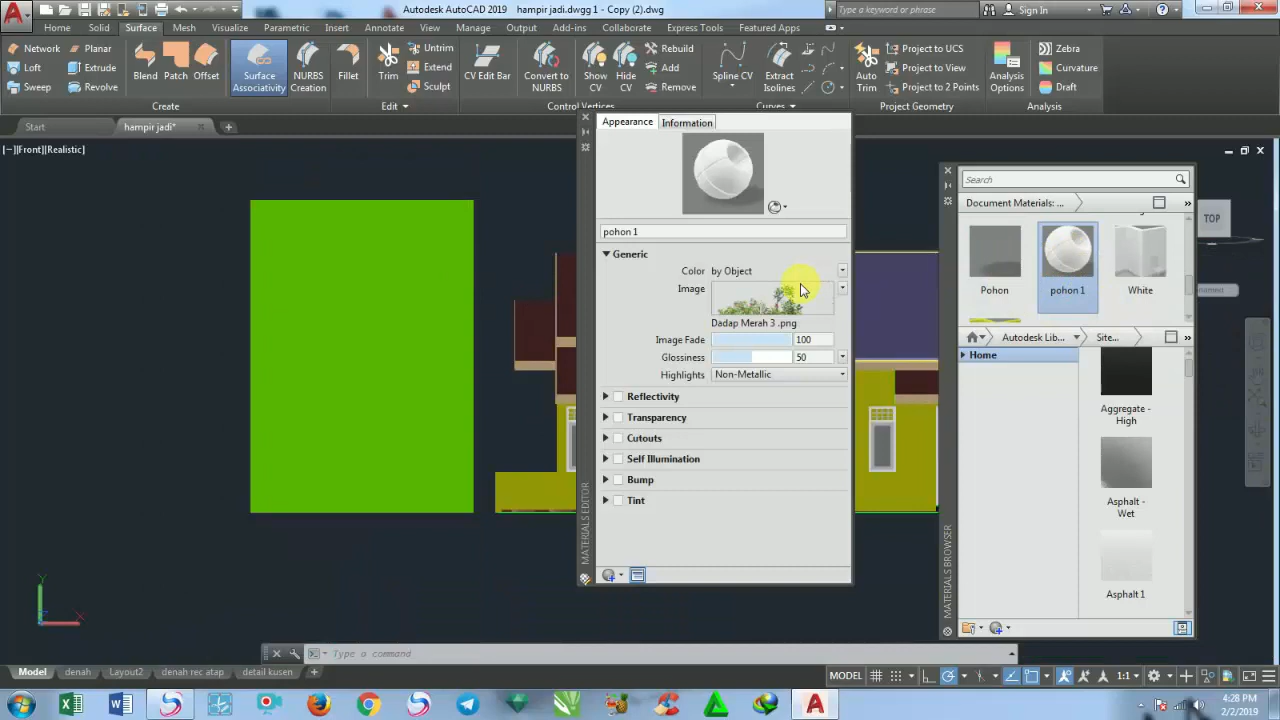 Autodesk AutoCAD 2019 hampir jadi.dwgg 1 - Copy (2).dwg
Type a keyword or phrase
Sign In
Home Solid Surface Mesh Visualize Parametric Insert Annotate View Manage Output Add-ins Collaborate Express Tools Featured Apps
Network Planar
Loft Extrude
Sweep Revolve
Blend Patch Offset
Surface
Associativity
NURBS
Creation
Fillet
Trim
Untrim
Extend
Sculpt
CV Edit Bar
Convert to
NURBS
Show
CV
Hide
CV
Rebuild
Add
Remove
Spline CV
Extract
Isolines
Auto
Trim
Project to UCS
Project to View
Project to 2 Points
Analysis
Options
Zebra
Curvature
Draft
Create Edit Control Vertices Curves Project Geometry Analysis
Start hampir jadi*
[−][Front][Realistic]
Appearance Information
pohon 1
Generic
Color by Object
Image
Dadap Merah 3 .png
Image Fade 100
Glossiness 50
Highlights Non-Metallic
Reflectivity
Transparency
Cutouts
Self Illumination
Bump
Tint
MATERIALS EDITOR
Search
Document Materials: ...
Pohon pohon 1 White
Autodesk Lib... Site...
Home
Aggregate -
High
Asphalt -
Wet
Asphalt 1
MATERIALS BROWSER
TOP
Y
X
Type a command
Model denah Layout2 denah rec atap detail kusen
MODEL 1:1
4:28 PM
2/2/2019